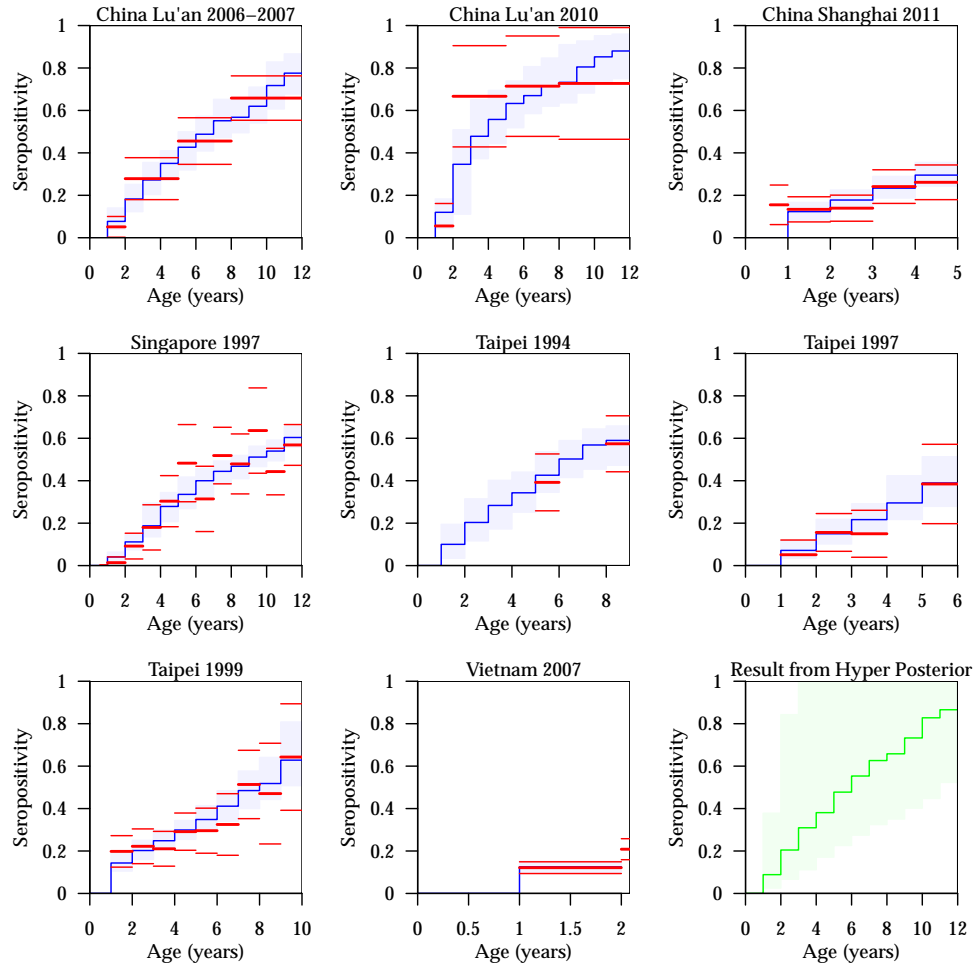 China Lu'an 2006–2007
China Lu'an 2010
China Shanghai 2011
Seropositivity
1
0.8
0.6
0.4
0.2
0
0 2 4 6 8 10 12
Age (years)
Seropositivity
1
0.8
0.6
0.4
0.2
0
0 2 4 6 8 10 12
Age (years)
Seropositivity
1
0.8
0.6
0.4
0.2
0
0 1 2 3 4 5
Age (years)
Singapore 1997
Taipei 1994
Taipei 1997
Seropositivity
1
0.8
0.6
0.4
0.2
0
0 2 4 6 8 10 12
Age (years)
Seropositivity
1
0.8
0.6
0.4
0.2
0
0 2 4 6 8
Age (years)
Seropositivity
1
0.8
0.6
0.4
0.2
0
0 1 2 3 4 5 6
Age (years)
Taipei 1999
Vietnam 2007
Result from Hyper Posterior
Seropositivity
1
0.8
0.6
0.4
0.2
0
0 2 4 6 8 10
Age (years)
Seropositivity
1
0.8
0.6
0.4
0.2
0
0 0.5 1 1.5 2
Age (years)
Seropositivity
1
0.8
0.6
0.4
0.2
0
0 2 4 6 8 10 12
Age (years)